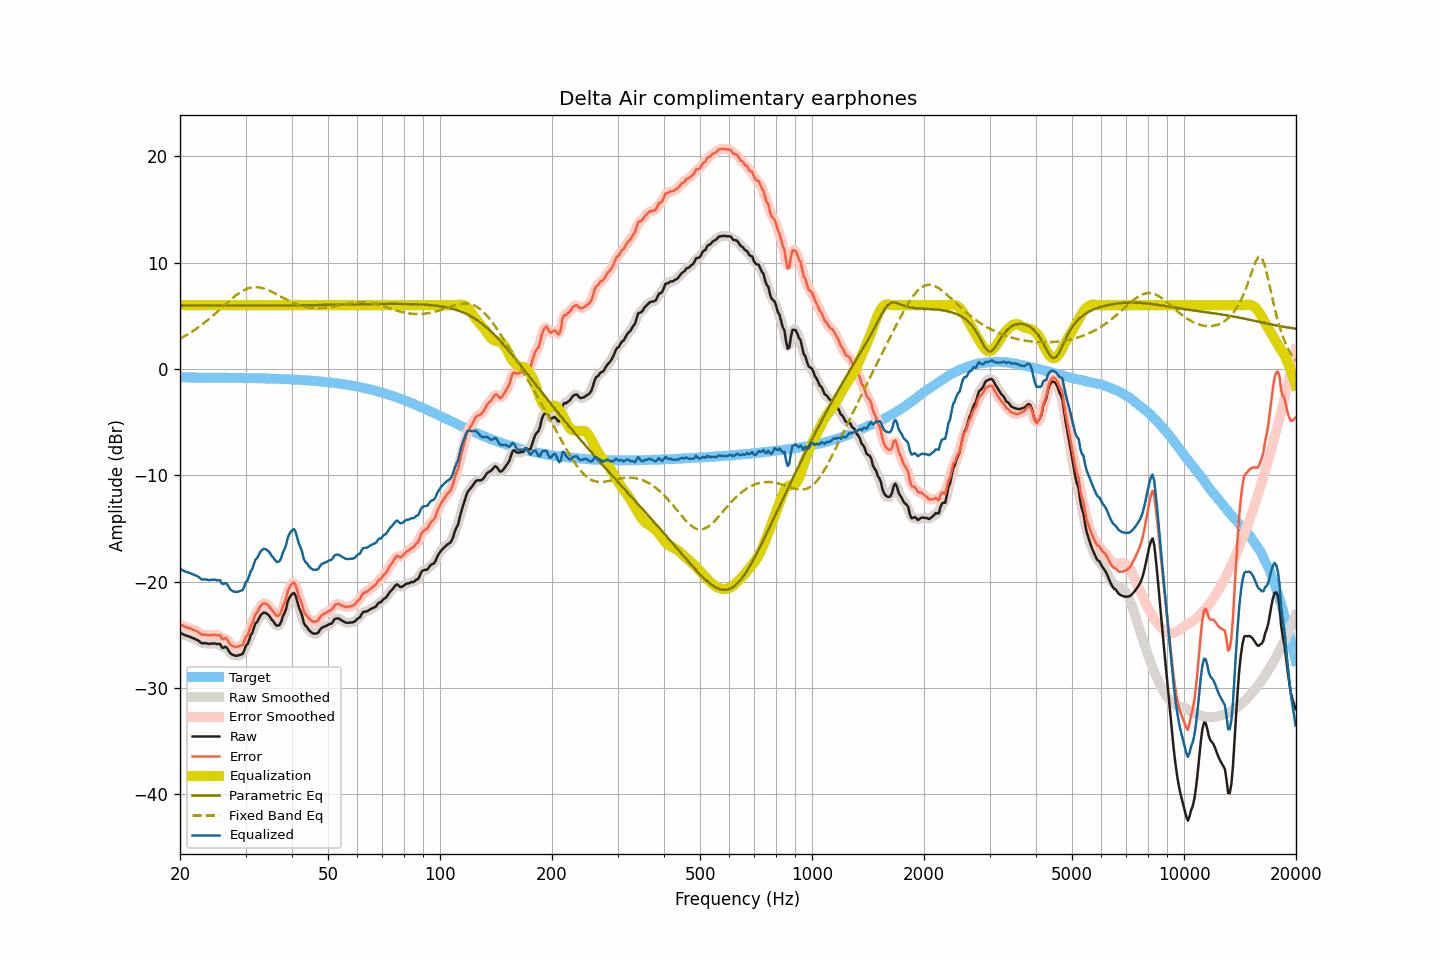 Delta Air complimentary earphones
20
10
0
−10
−20
−30
−40
Amplitude (dBr)
Target
Raw Smoothed
Error Smoothed
Raw
Error
Equalization
Parametric Eq
Fixed Band Eq
Equalized
20 50 100 200 500 1000 2000 5000 10000 20000
Frequency (Hz)